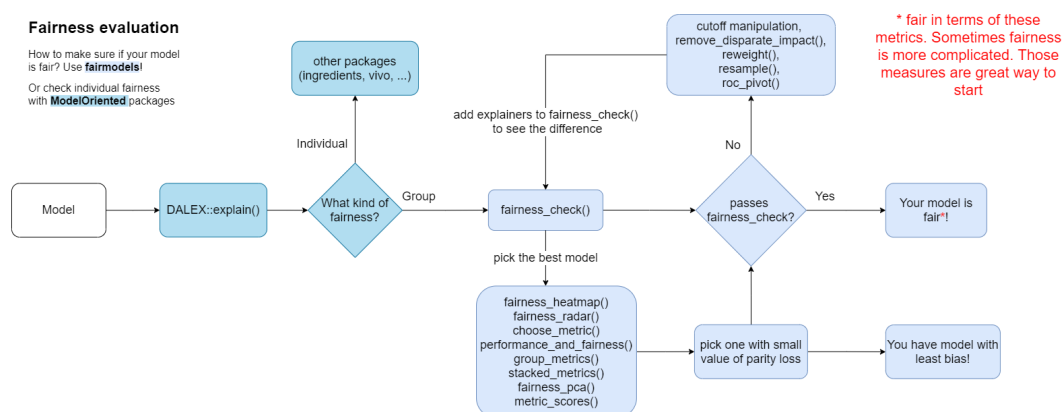 Fairness evaluation
How to make sure if your model
is fair? Use fairmodels!
Or check individual fairness
with ModelOriented packages
other packages
(ingredients, vivo, ...)
cutoff manipulation,
remove_disparate_impact(),
reweight(),
resample(),
roc_pivot()
* fair in terms of these
metrics. Sometimes fairness
is more complicated. Those
measures are great way to
start
add explainers to fairness_check()
to see the difference
Individual
No
Model
DALEX::explain()
What kind of
fairness?
Group
fairness_check()
passes
fairness_check?
Yes
Your model is
fair*!
pick the best model
fairness_heatmap()
fairness_radar()
choose_metric()
performance_and_fairness()
group_metrics()
stacked_metrics()
fairness_pca()
metric_scores()
pick one with small
value of parity loss
You have model with
least bias!